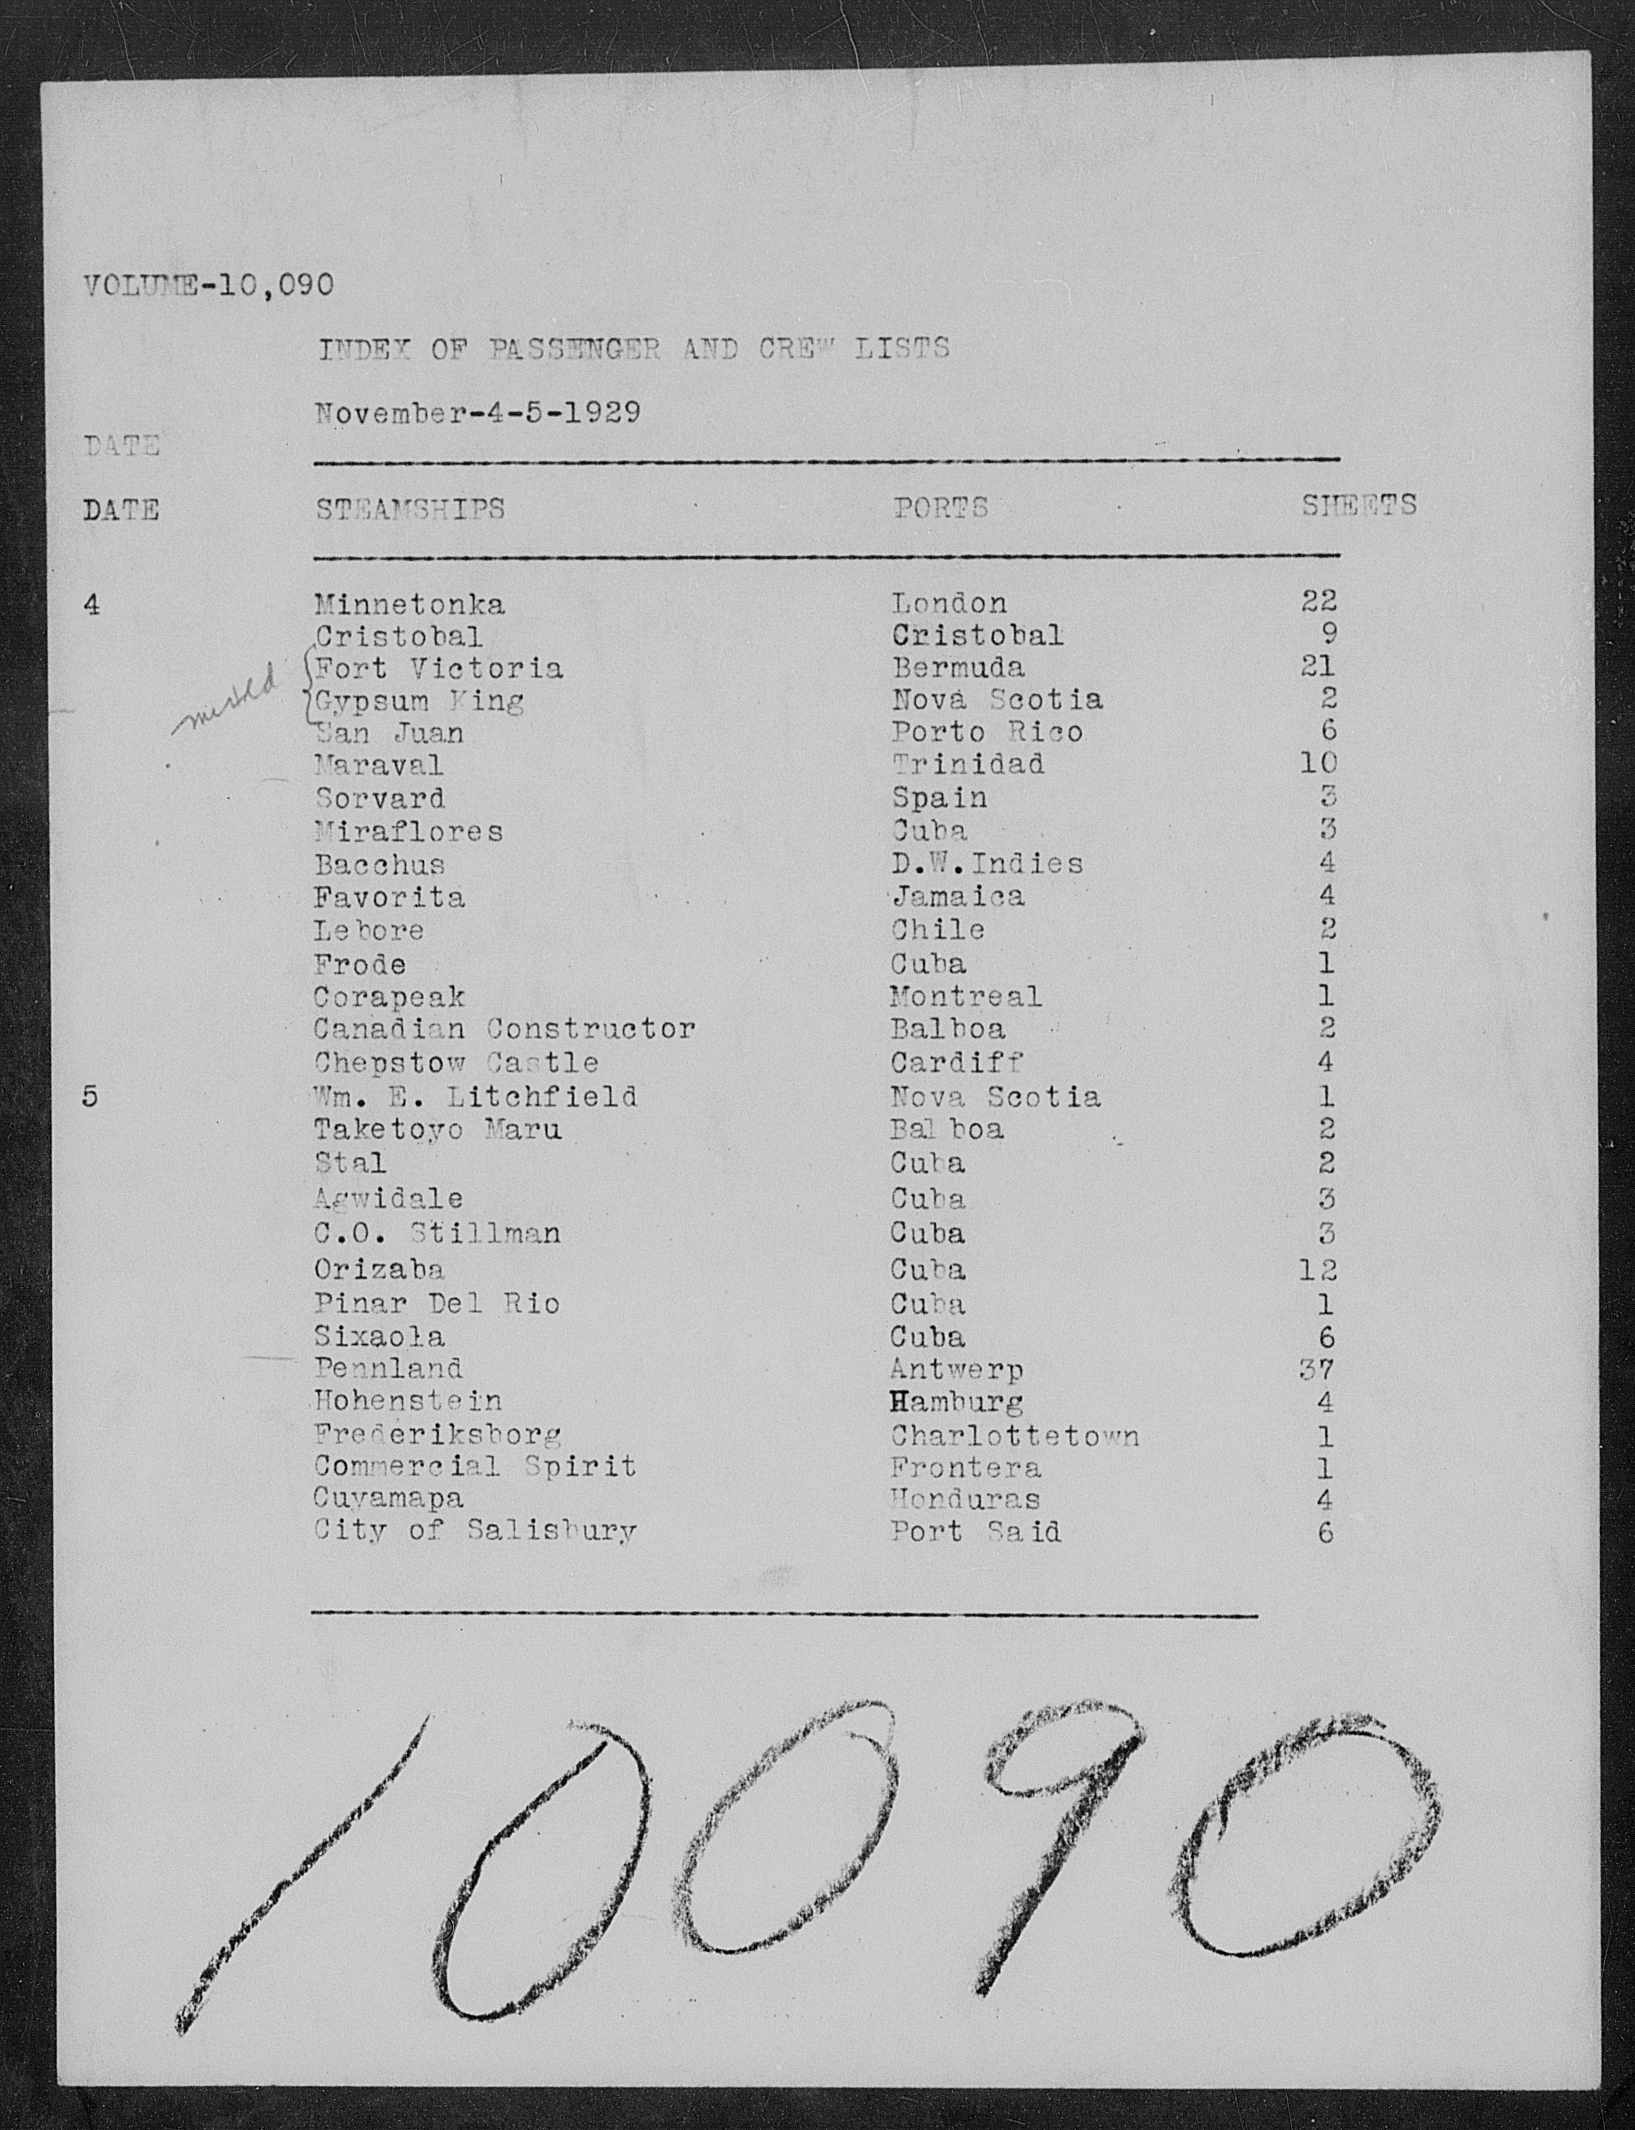 VOLUME-10,090
INDEX OF PASSENGER AND CREW LISTS
November-4-5-1929
DATE
DATE STEAMSHIPS PORTS SHEETS
4 Minnetonka London 22
Cristobal Cristobal 9
mixed
Fort Victoria Bermuda 21
Gypsum King Nova Scotia 2
San Juan Porto Rico 6
Maraval Trinidad 10
Sorvard Spain 3
Miraflores Cuba 3
Bacchus D.W.Indies 4
Favorita Jamaica 4
Lebore Chile 2
Frode Cuba 1
Corapeak Montreal 1
Canadian Constructor Balboa 2
Chepstow Castle Cardiff 4
5 Wm. E. Litchfield Nova Scotia 1
Taketoyo Maru Balboa 2
Stal Cuba 2
Agwidale Cuba 3
C.O. Stillman Cuba 3
Orizaba Cuba 12
Pinar Del Rio Cuba 1
Sixaola Cuba 6
Pennland Antwerp 37
Hohenstein Hamburg 4
Frederiksborg Charlottetown 1
Commercial Spirit Frontera 1
Cuyamapa Honduras 4
City of Salisbury Port Said 6
10090